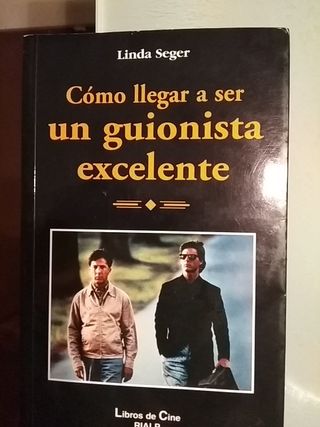 Linda Seger
Cómo llegar a ser
un guionista
excelente
Libros de Cine
RIALP